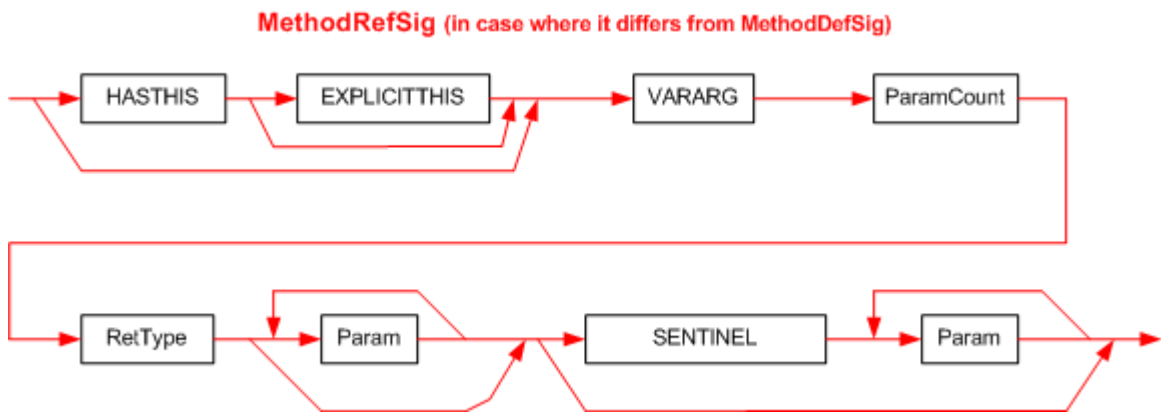 MethodRefSig (in case where it differs from MethodDefSig)
HASTHIS EXPLICITTHIS VARARG ParamCount
RetType Param SENTINEL Param